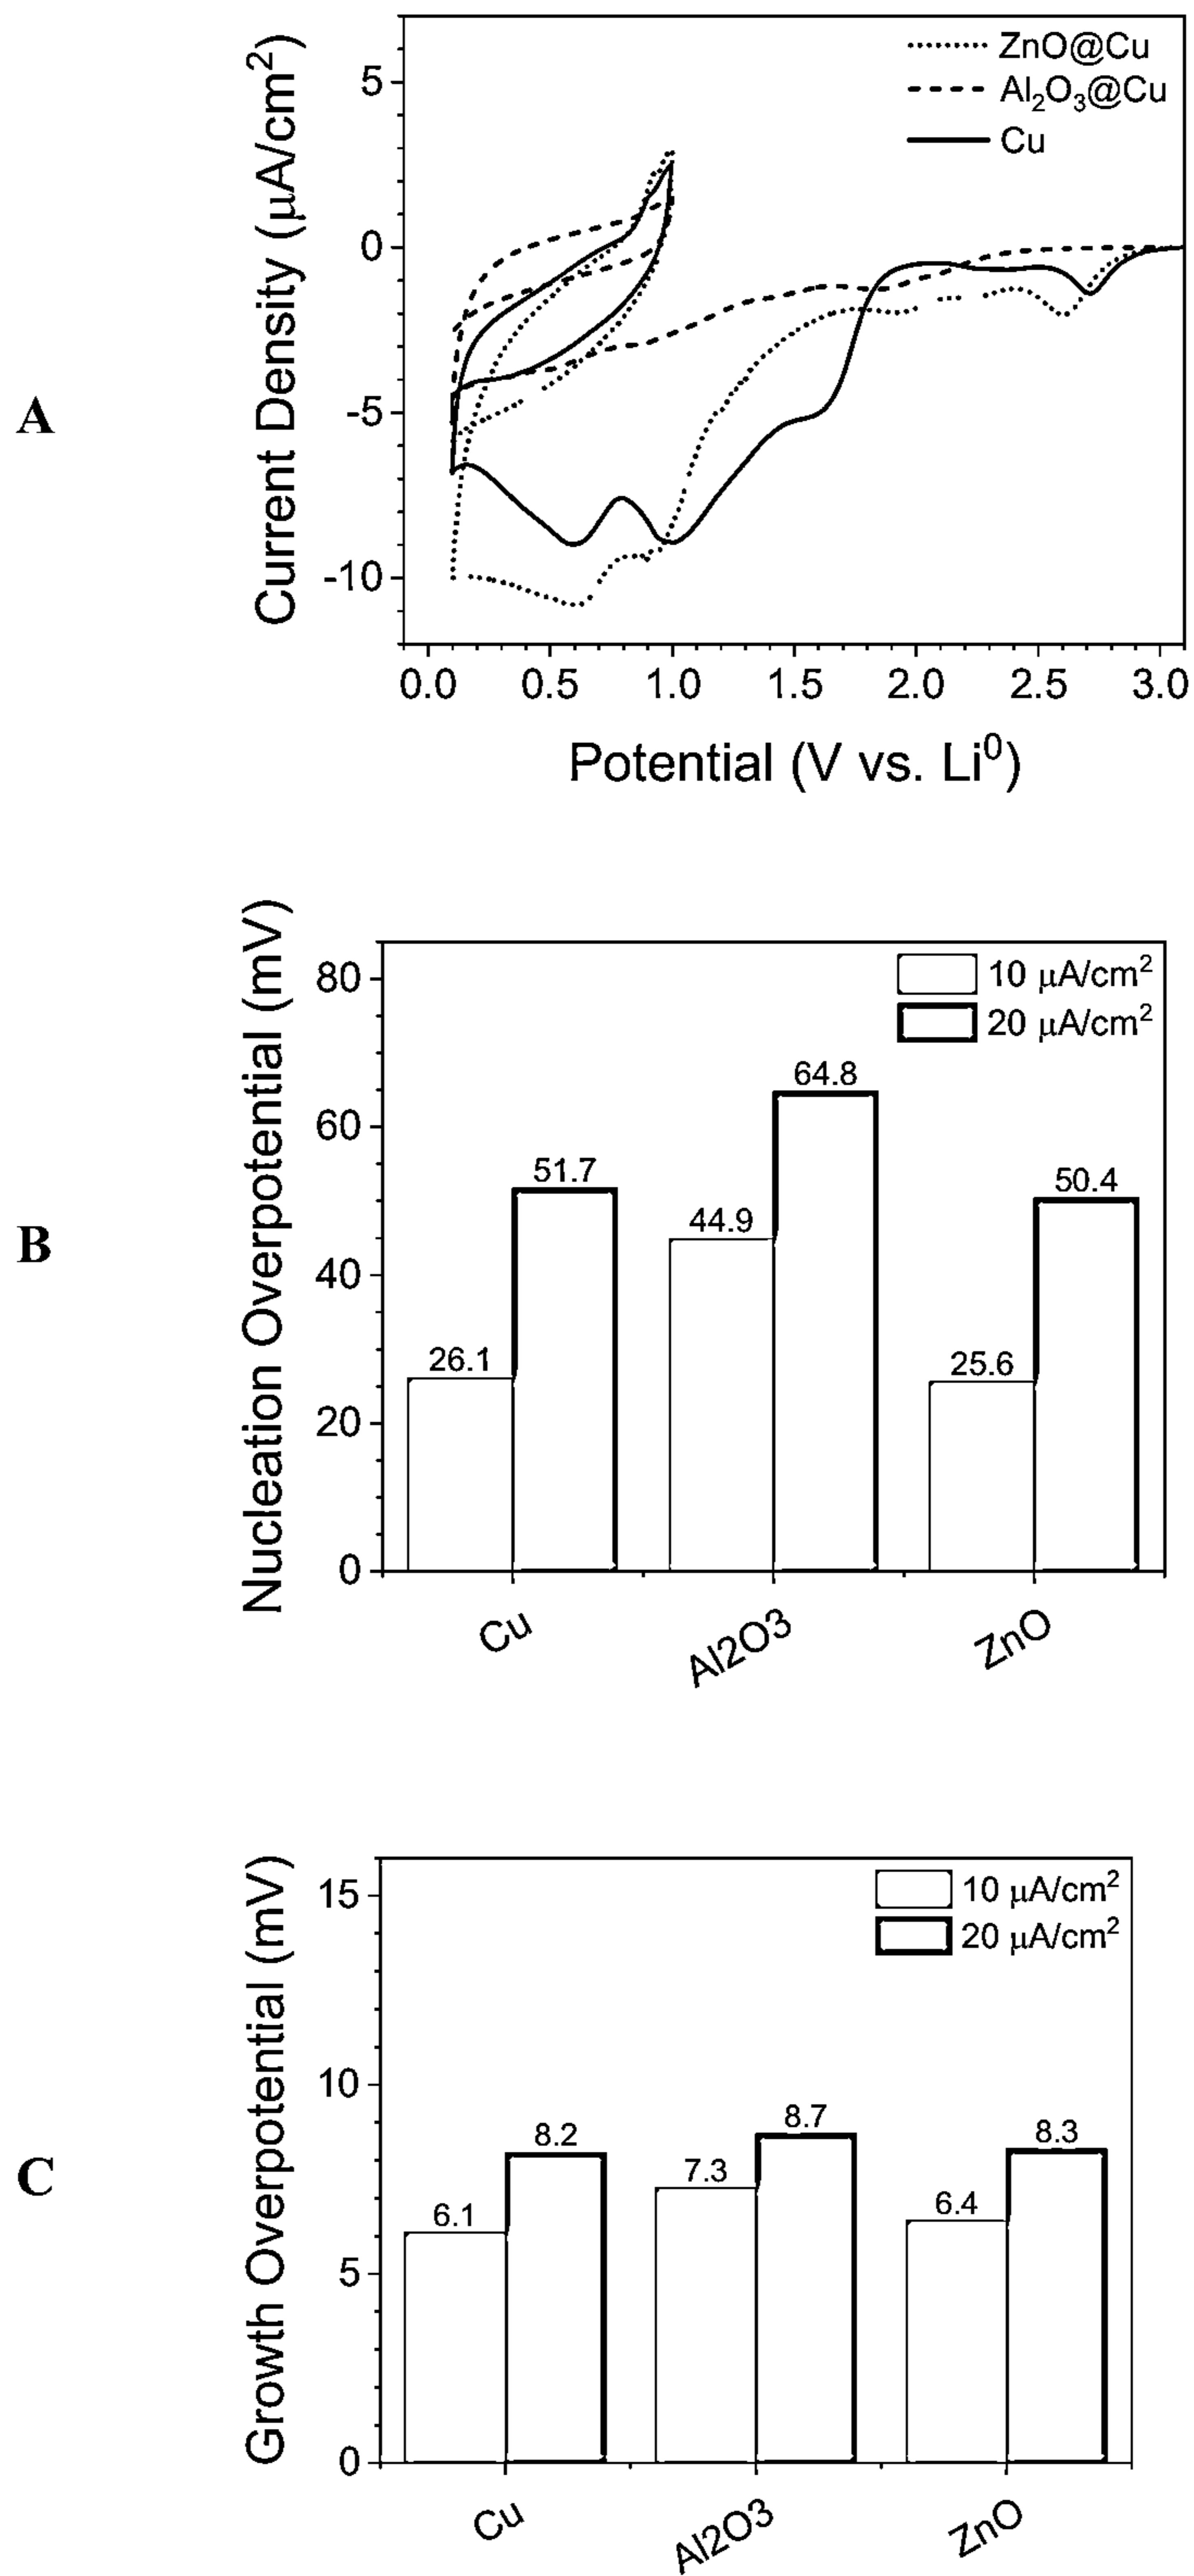 ZnO@Cu
Al₂O₃@Cu
Cu
5
0
-5
-10
Current Density (μA/cm²)
A
0.0 0.5 1.0 1.5 2.0 2.5 3.0
Potential (V vs. Li⁰)
10 μA/cm²
20 μA/cm²
80
60
40
20
0
Nucleation Overpotential (mV)
B
26.1
51.7
44.9
64.8
25.6
50.4
Cu Al2O3 ZnO
10 μA/cm²
20 μA/cm²
15
10
5
0
Growth Overpotential (mV)
C
6.1
8.2
7.3
8.7
6.4
8.3
Cu Al2O3 ZnO